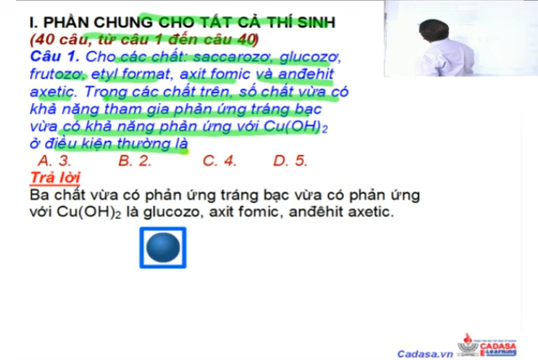 I. PHẦN CHUNG CHO TẤT CẢ THÍ SINH
(40 câu, từ câu 1 đến câu 40)
Câu 1. Cho các chất: saccarozơ, glucozơ,
frutozơ, etyl format, axit fomic và anđehit
axetic. Trong các chất trên, số chất vừa có
khả năng tham gia phản ứng tráng bạc
vừa có khả năng phản ứng với Cu(OH)₂
ở điều kiện thường là
A. 3. B. 2. C. 4. D. 5.
Trả lời
Ba chất vừa có phản ứng tráng bạc vừa có phản ứng
với Cu(OH)₂ là glucozo, axit fomic, anđêhit axetic.
Cadasa.vn
CADASA
E-Learning